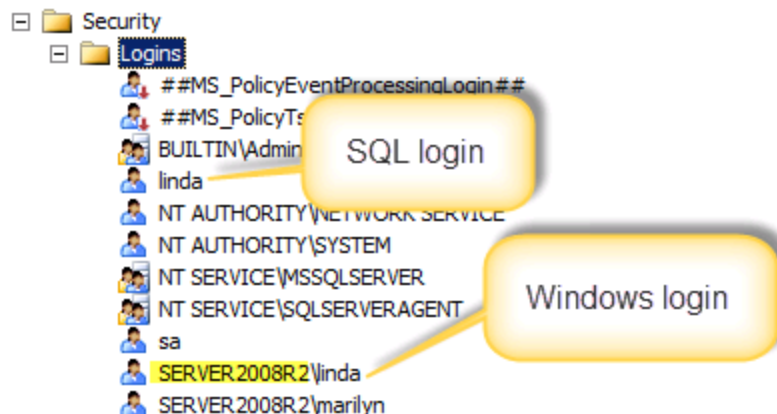 Security
Logins
##MS_PolicyEventProcessingLogin##
##MS_PolicyTs
BUILTIN\Admin
SQL login
linda
NT AUTHORITY\NETWORK SERVICE
NT AUTHORITY\SYSTEM
NT SERVICE\MSSQLSERVER
NT SERVICE\SQLSERVERAGENT
Windows login
sa
SERVER2008R2\linda
SERVER2008R2\marilyn